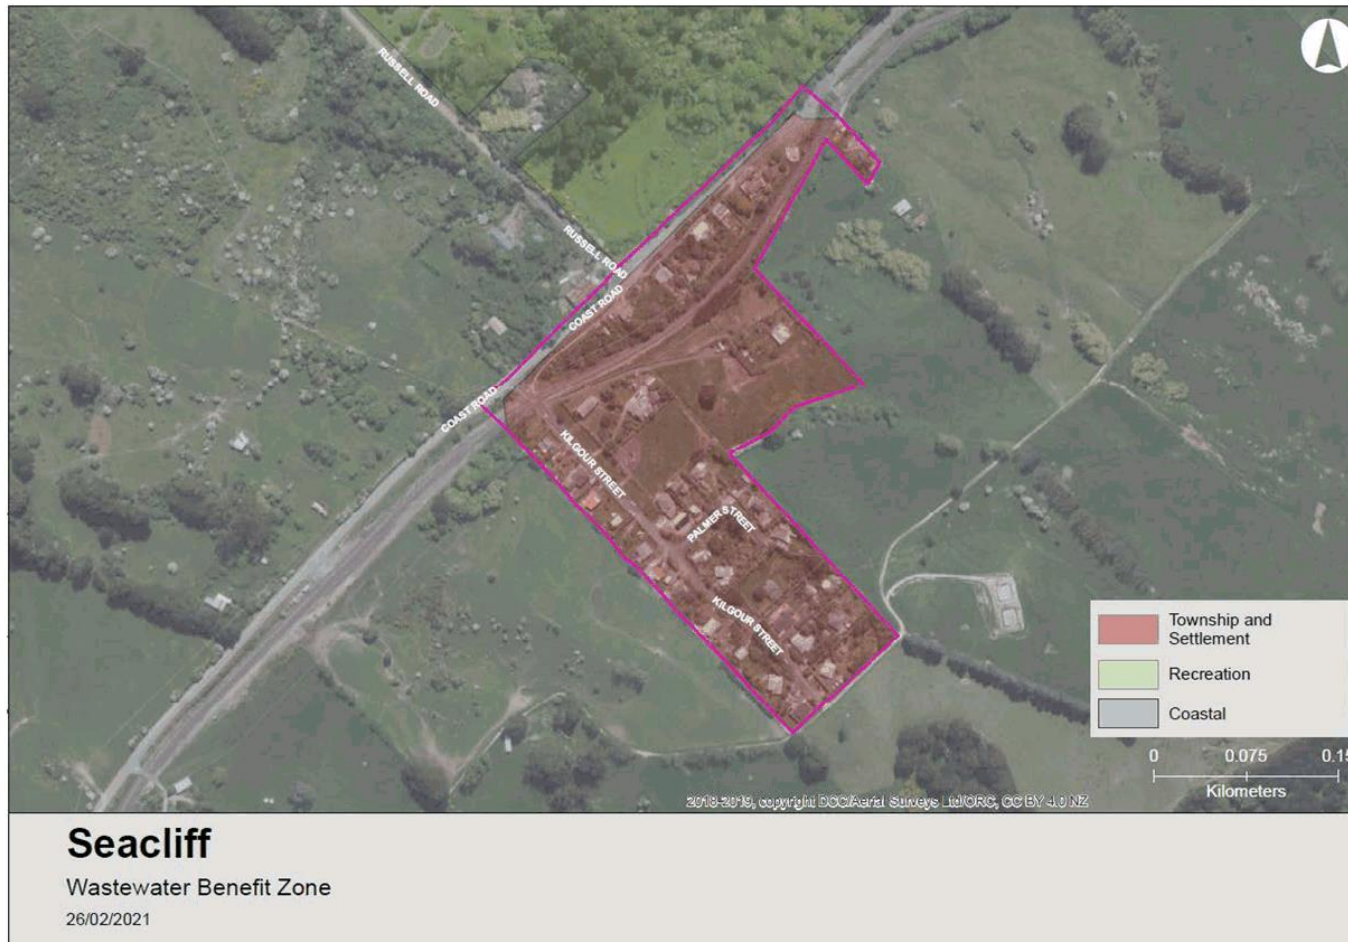 RUSSELL ROAD
RUSSELL ROAD
COAST ROAD
COAST ROAD
KILGOUR STREET
PALMER STREET
KILGOUR STREET
Township and
Settlement
Recreation
Coastal
0 0.075 0.15
Kilometers
2018-2019, copyright DCC/Aerial Surveys Ltd/ORC, CC BY 4.0 NZ
Seacliff
Wastewater Benefit Zone
26/02/2021